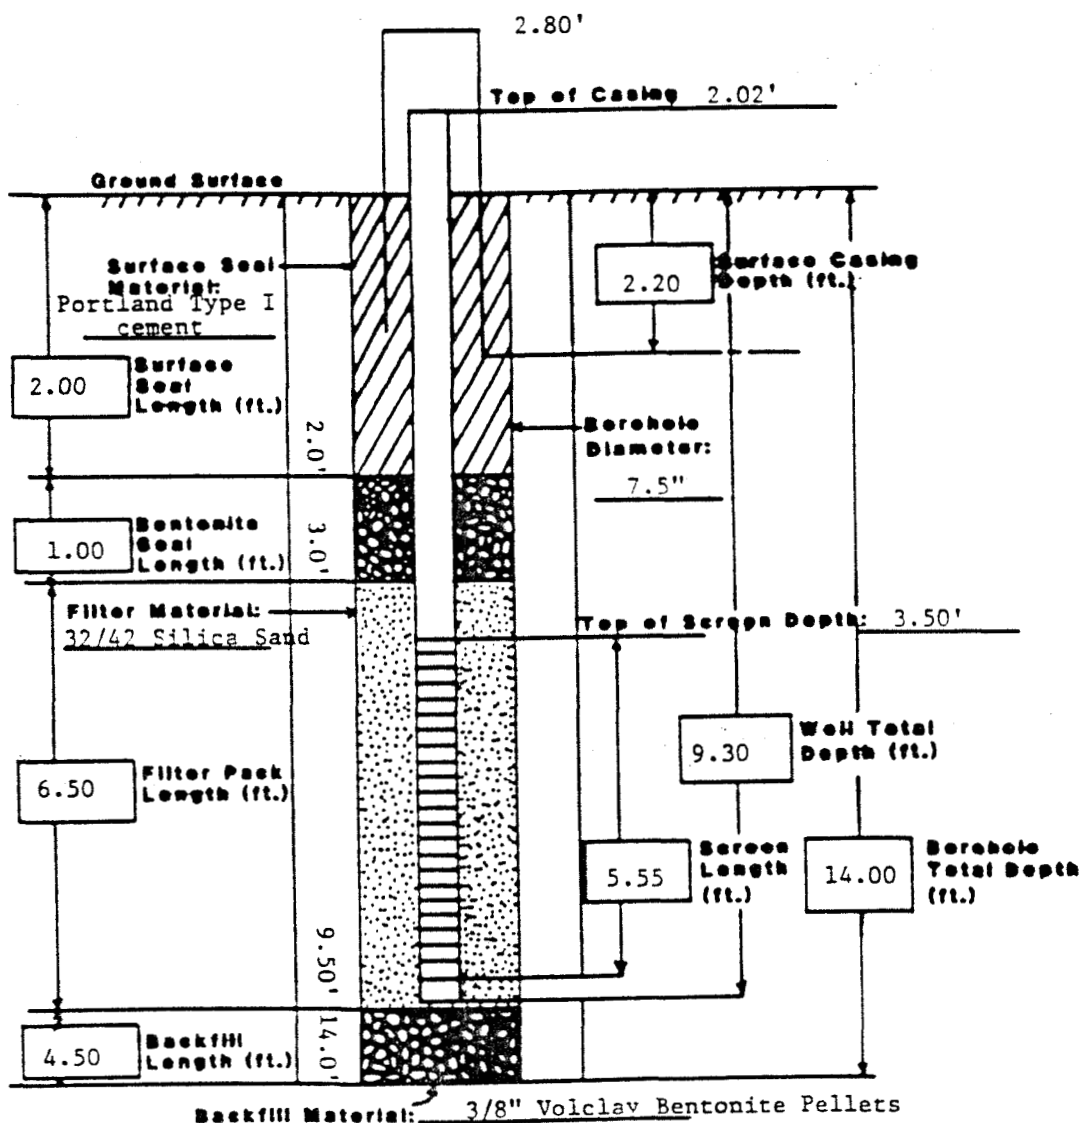 2.80'
Top of Casing 2.02'
Ground Surface
Surface Seal
Material:
Portland Type I
cement
2.20
Surface Casing
Depth (ft.)
2.00
Surface
Seal
Length (ft.)
2.0'
Borehole
Diameter:
7.5"
1.00
Bentonite
Seal
Length (ft.)
3.0'
Filter Material:
32/42 Silica Sand
Top of Screen Depth: 3.50'
9.30
Well Total
Depth (ft.)
6.50
Filter Pack
Length (ft.)
5.55
Screen
Length
(ft.)
14.00
Borehole
Total Depth
(ft.)
9.50'
14.0'
4.50
Backfill
Length (ft.)
Backfill Material: 3/8" Volclay Bentonite Pellets